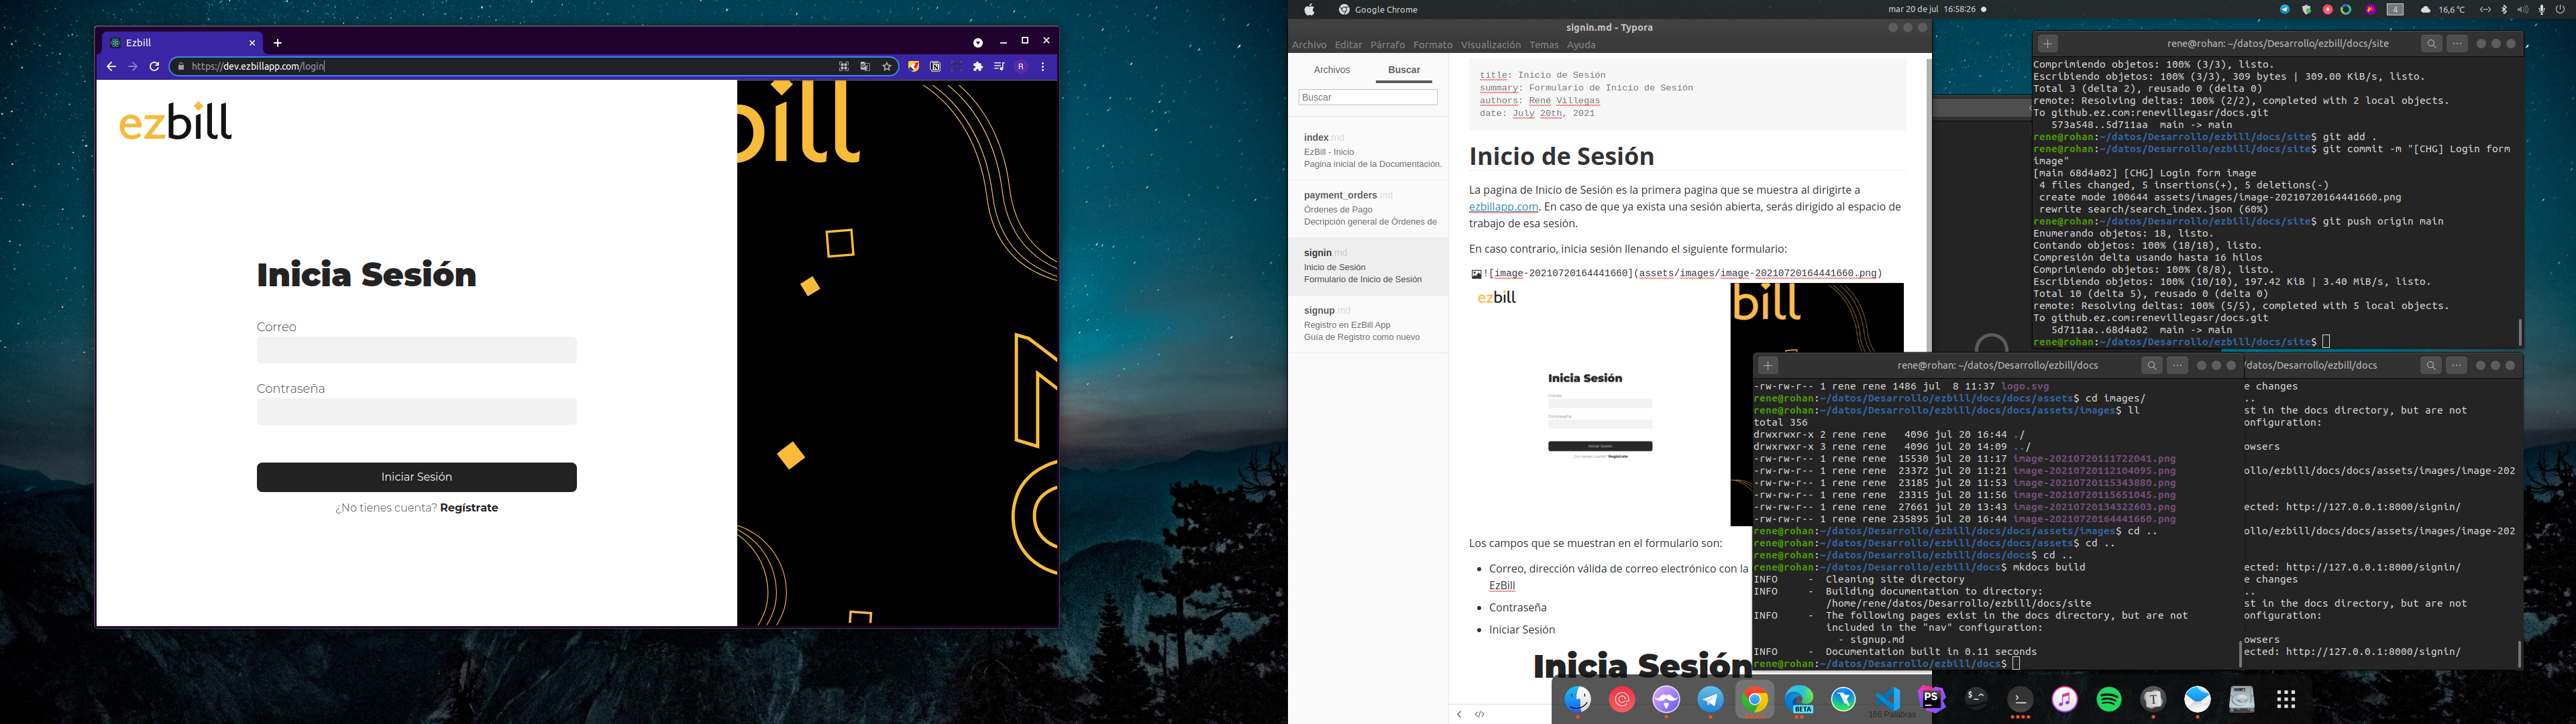 Ezbill
https://dev.ezbillapp.com/login
R
ezbill
bill
Inicia Sesión
Correo
Contraseña
Iniciar Sesión
¿No tienes cuenta? Regístrate
Google Chrome
mar 20 de jul 16:58:26
4
16,6 °C
signin.md - Typora
Archivo Editar Párrafo Formato Visualización Temas Ayuda
Archivos Buscar
Buscar
index.md
EzBill - Inicio
Pagina inicial de la Documentación.
payment_orders.md
Órdenes de Pago
Decripción general de Órdenes de
signin.md
Inicio de Sesión
Formulario de Inicio de Sesión
signup.md
Registro en EzBill App
Guía de Registro como nuevo
title: Inicio de Sesión
summary: Formulario de Inicio de Sesión
authors: René Villegas
date: July 20th, 2021
Inicio de Sesión
La pagina de Inicio de Sesión es la primera pagina que se muestra al dirigirte a
ezbillapp.com. En caso de que ya exista una sesión abierta, serás dirigido al espacio de
trabajo de esa sesión.
En caso contrario, inicia sesión llenando el siguiente formulario:
![image-20210720164441660](assets/images/image-20210720164441660.png)
ezbill
bill
Inicia Sesión
Correo
Contraseña
Iniciar Sesión
¿No tienes cuenta? Regístrate
Los campos que se muestran en el formulario son:
Correo, dirección válida de correo electrónico con la
EzBill
Contraseña
Iniciar Sesión
Inicia Sesión
166 Palabras
rene@rohan: ~/datos/Desarrollo/ezbill/docs/site
Comprimiendo objetos: 100% (3/3), listo.
Escribiendo objetos: 100% (3/3), 309 bytes | 309.00 KiB/s, listo.
Total 3 (delta 2), reusado 0 (delta 0)
remote: Resolving deltas: 100% (2/2), completed with 2 local objects.
To github.ez.com:renevillegasr/docs.git
573a548..5d711aa main -> main
rene@rohan:~/datos/Desarrollo/ezbill/docs/site$ git add .
rene@rohan:~/datos/Desarrollo/ezbill/docs/site$ git commit -m "[CHG] Login form
image"
[main 68d4a02] [CHG] Login form image
4 files changed, 5 insertions(+), 5 deletions(-)
create mode 100644 assets/images/image-20210720164441660.png
rewrite search/search_index.json (60%)
rene@rohan:~/datos/Desarrollo/ezbill/docs/site$ git push origin main
Enumerando objetos: 18, listo.
Contando objetos: 100% (18/18), listo.
Compresión delta usando hasta 16 hilos
Comprimiendo objetos: 100% (8/8), listo.
Escribiendo objetos: 100% (10/10), 197.42 KiB | 3.40 MiB/s, listo.
Total 10 (delta 5), reusado 0 (delta 0)
remote: Resolving deltas: 100% (5/5), completed with 5 local objects.
To github.ez.com:renevillegasr/docs.git
5d711aa..68d4a02 main -> main
rene@rohan:~/datos/Desarrollo/ezbill/docs/site$
rene@rohan: ~/datos/Desarrollo/ezbill/docs
-rw-rw-r-- 1 rene rene 1486 jul 8 11:37 logo.svg
rene@rohan:~/datos/Desarrollo/ezbill/docs/docs/assets$ cd images/
rene@rohan:~/datos/Desarrollo/ezbill/docs/docs/assets/images$ ll
total 356
drwxrwxr-x 2 rene rene 4096 jul 20 16:44 ./
drwxrwxr-x 3 rene rene 4096 jul 20 14:09 ../
-rw-rw-r-- 1 rene rene 15530 jul 20 11:17 image-20210720111722041.png
-rw-rw-r-- 1 rene rene 23372 jul 20 11:21 image-20210720112104095.png
-rw-rw-r-- 1 rene rene 23185 jul 20 11:53 image-20210720115343880.png
-rw-rw-r-- 1 rene rene 23315 jul 20 11:56 image-20210720115651045.png
-rw-rw-r-- 1 rene rene 27661 jul 20 13:43 image-20210720134322603.png
-rw-rw-r-- 1 rene rene 235895 jul 20 16:44 image-20210720164441660.png
rene@rohan:~/datos/Desarrollo/ezbill/docs/docs/assets/images$ cd ..
rene@rohan:~/datos/Desarrollo/ezbill/docs/docs/assets$ cd ..
rene@rohan:~/datos/Desarrollo/ezbill/docs/docs$ cd ..
rene@rohan:~/datos/Desarrollo/ezbill/docs$ mkdocs build
INFO - Cleaning site directory
INFO - Building documentation to directory:
/home/rene/datos/Desarrollo/ezbill/docs/site
INFO - The following pages exist in the docs directory, but are not
included in the "nav" configuration:
- signup.md
INFO - Documentation built in 0.11 seconds
rene@rohan:~/datos/Desarrollo/ezbill/docs$
/datos/Desarrollo/ezbill/docs
e changes
..
st in the docs directory, but are not
onfiguration:
owsers
ollo/ezbill/docs/docs/assets/images/image-202
ected: http://127.0.0.1:8000/signin/
ollo/ezbill/docs/docs/assets/images/image-202
ected: http://127.0.0.1:8000/signin/
e changes
..
st in the docs directory, but are not
onfiguration:
owsers
ected: http://127.0.0.1:8000/signin/
BETA
PS
$_^
T